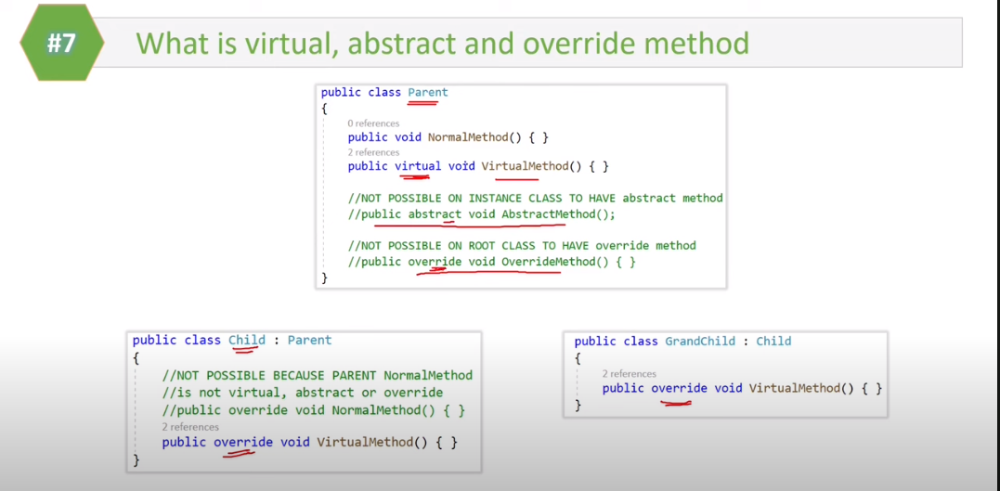 #7
What is virtual, abstract and override method
public class Parent
{
0 references
public void NormalMethod() { }
2 references
public virtual void VirtualMethod() { }
//NOT POSSIBLE ON INSTANCE CLASS TO HAVE abstract method
//public abstract void AbstractMethod();
//NOT POSSIBLE ON ROOT CLASS TO HAVE override method
//public override void OverrideMethod() { }
}
public class Child : Parent
{
//NOT POSSIBLE BECAUSE PARENT NormalMethod
//is not virtual, abstract or override
//public override void NormalMethod() { }
2 references
public override void VirtualMethod() { }
}
public class GrandChild : Child
{
2 references
public override void VirtualMethod() { }
}